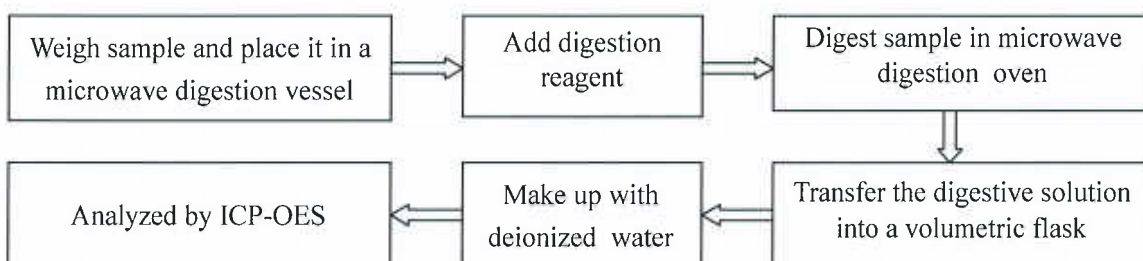 Weigh sample and place it in a
microwave digestion vessel
Add digestion
reagent
Digest sample in microwave
digestion oven
Transfer the digestive solution
into a volumetric flask
Make up with
deionized water
Analyzed by ICP-OES